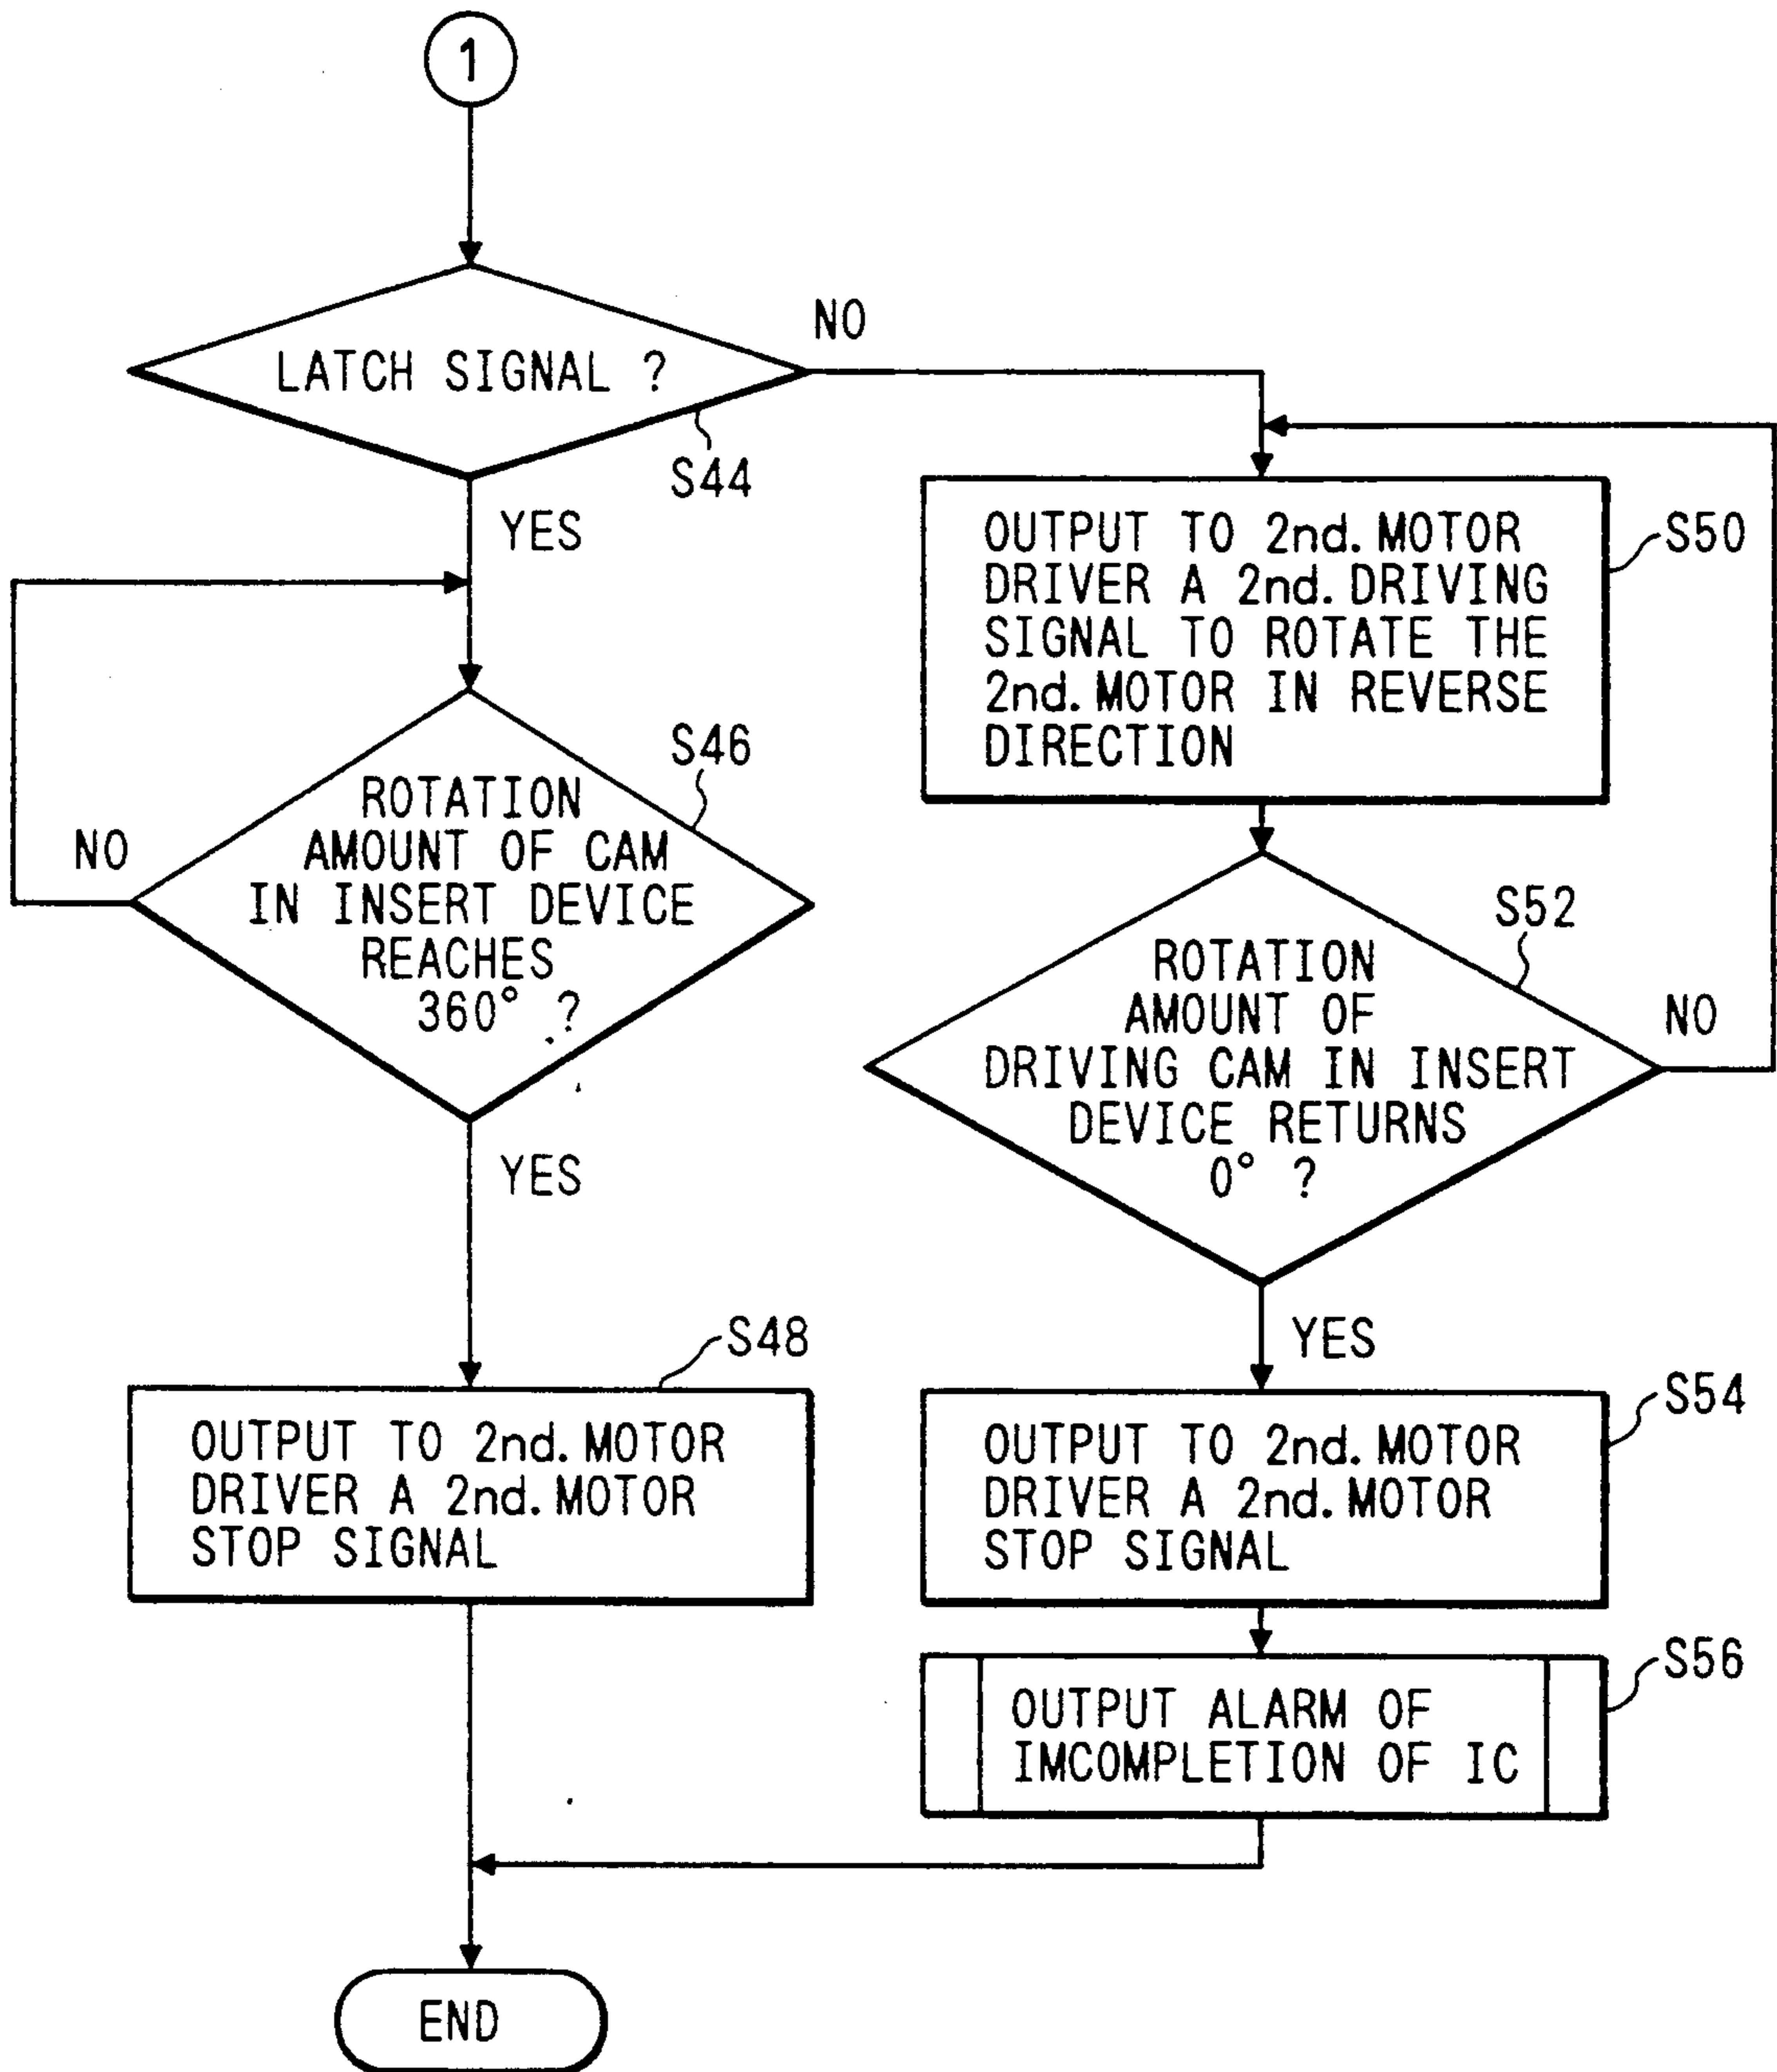 1
LATCH SIGNAL ?
NO
S44
YES
ROTATION
AMOUNT OF CAM
IN INSERT DEVICE
REACHES
360° ?
S46
NO
YES
OUTPUT TO 2nd. MOTOR
DRIVER A 2nd. MOTOR
STOP SIGNAL
S48
OUTPUT TO 2nd. MOTOR
DRIVER A 2nd. DRIVING
SIGNAL TO ROTATE THE
2nd. MOTOR IN REVERSE
DIRECTION
S50
ROTATION
AMOUNT OF
DRIVING CAM IN INSERT
DEVICE RETURNS
0° ?
S52
NO
YES
OUTPUT TO 2nd. MOTOR
DRIVER A 2nd. MOTOR
STOP SIGNAL
S54
OUTPUT ALARM OF
IMCOMPLETION OF IC
S56
END